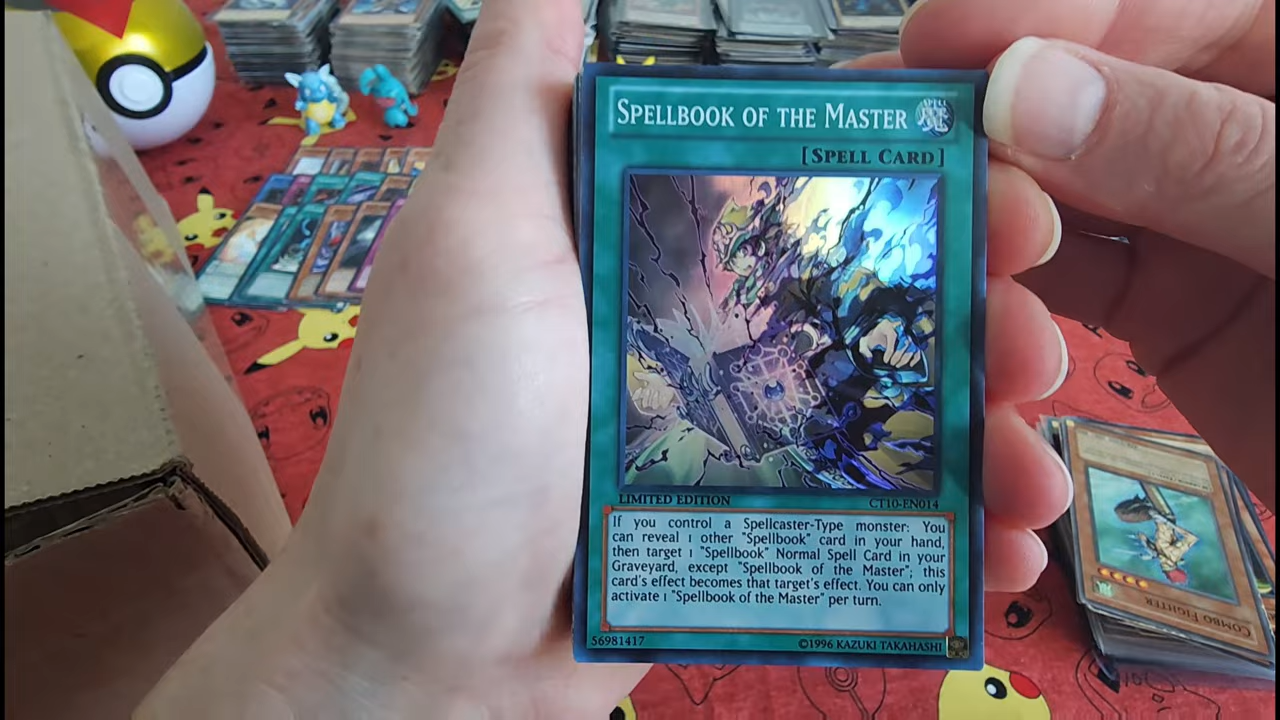 SPELLBOOK OF THE MASTER
SPELL
[SPELL CARD]
LIMITED EDITION
CT10-EN014
If you control a Spellcaster-Type monster: You
can reveal 1 other "Spellbook" card in your hand,
then target 1 "Spellbook" Normal Spell Card in your
Graveyard, except "Spellbook of the Master"; this
card's effect becomes that target's effect. You can only
activate 1 "Spellbook of the Master" per turn.
56981417
©1996 KAZUKI TAKAHASHI
COMBO FIGHTER